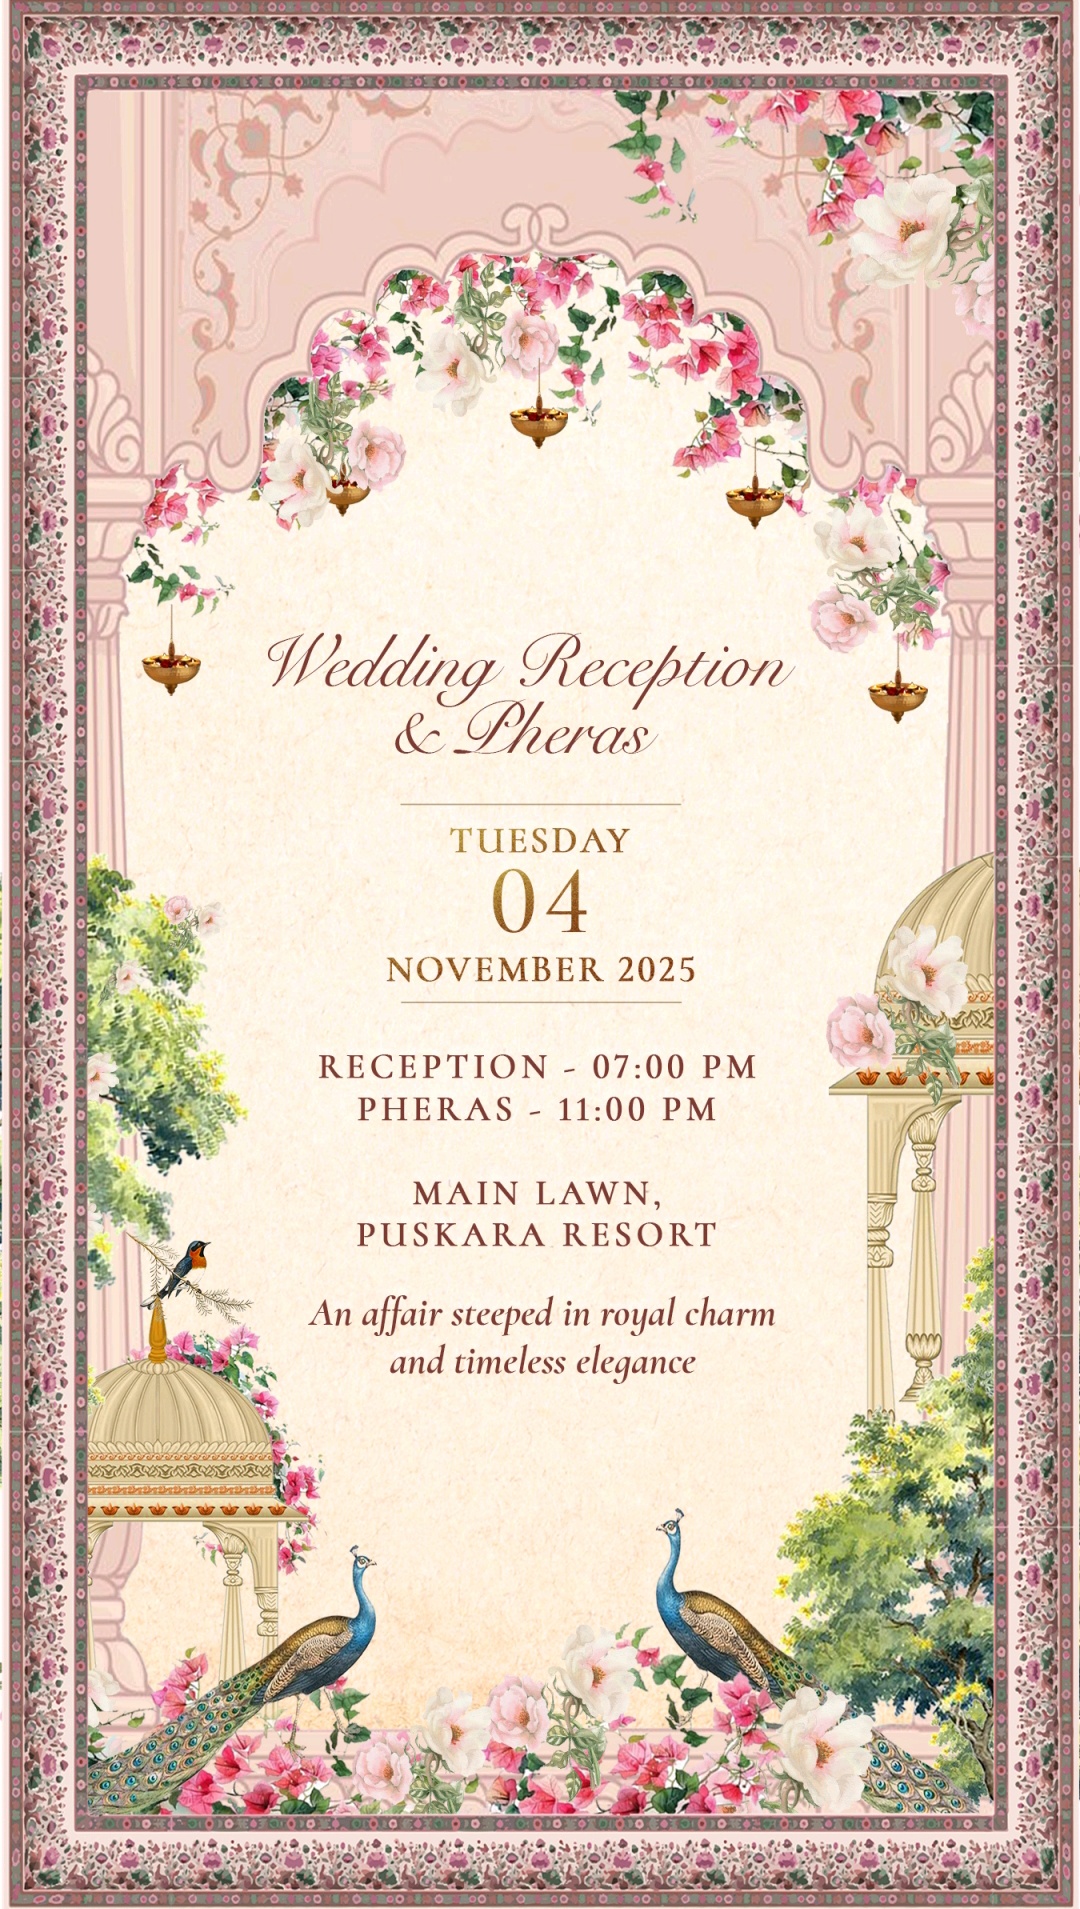 Wedding Reception
& Pheras
TUESDAY
04
NOVEMBER 2025
RECEPTION - 07:00 PM
PHERAS - 11:00 PM
MAIN LAWN,
PUSKARA RESORT
An affair steeped in royal charm
and timeless elegance